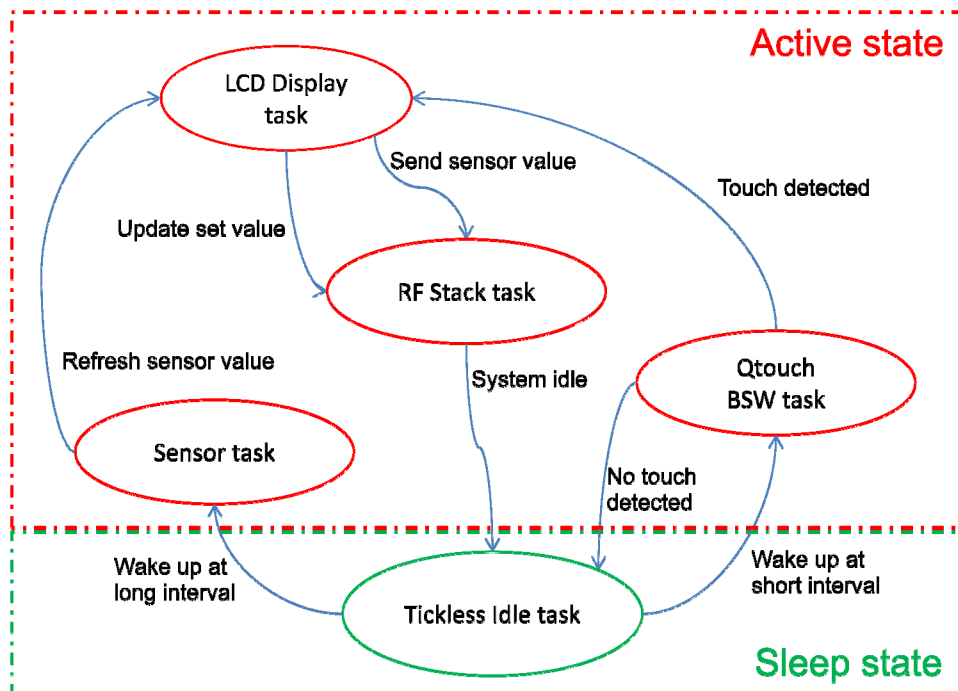 Active state
LCD Display
task
Send sensor value
Touch detected
Update set value
RF Stack task
Refresh sensor value
System idle
Qtouch
BSW task
Sensor task
No touch
detected
Wake up at
long interval
Wake up at
short interval
Tickless Idle task
Sleep state